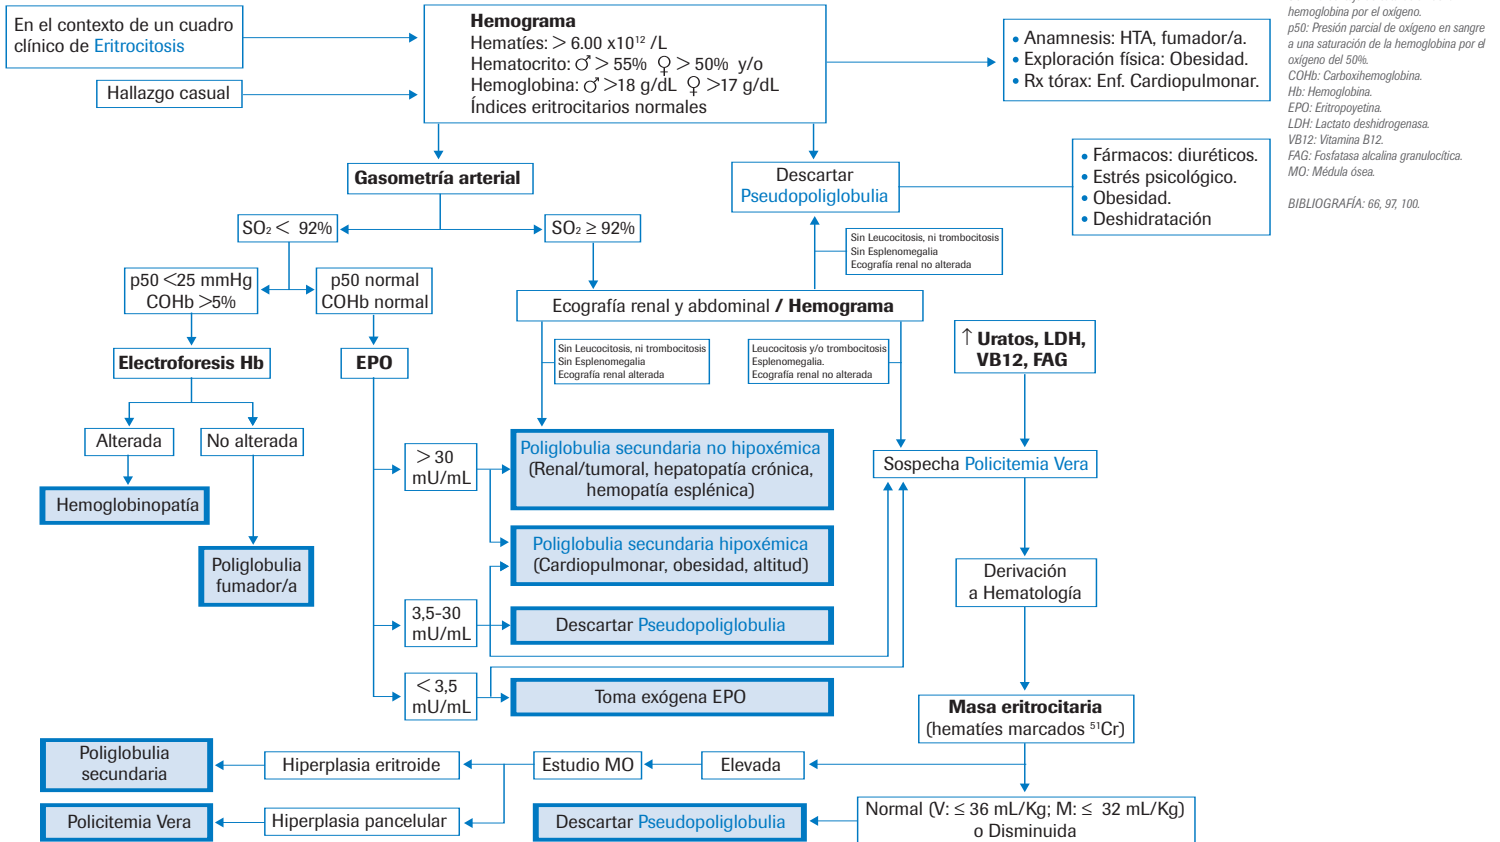 En el contexto de un cuadro
clínico de Eritrocitosis
Hallazgo casual
Hemograma
Hematíes: > 6.00 x10¹² /L
Hematocrito: ♂ > 55% ♀ > 50% y/o
Hemoglobina: ♂ >18 g/dL ♀ >17 g/dL
Índices eritrocitarios normales
• Anamnesis: HTA, fumador/a.
• Exploración física: Obesidad.
• Rx tórax: Enf. Cardiopulmonar.
hemoglobina por el oxígeno.
p50: Presión parcial de oxígeno en sangre
a una saturación de la hemoglobina por el
oxígeno del 50%.
COHb: Carboxihemoglobina.
Hb: Hemoglobina.
EPO: Eritropoyetina.
LDH: Lactato deshidrogenasa.
VB12: Vitamina B12.
FAG: Fosfatasa alcalina granulocítica.
MO: Médula ósea.
BIBLIOGRAFÍA: 66, 97, 100.
Gasometría arterial
Descartar
Pseudopoliglobulia
• Fármacos: diuréticos.
• Estrés psicológico.
• Obesidad.
• Deshidratación
SO₂ < 92%
SO₂ ≥ 92%
Sin Leucocitosis, ni trombocitosis
Sin Esplenomegalia
Ecografía renal no alterada
p50 <25 mmHg
COHb >5%
p50 normal
COHb normal
Ecografía renal y abdominal / Hemograma
Electroforesis Hb
EPO
Sin Leucocitosis, ni trombocitosis
Sin Esplenomegalia
Ecografía renal alterada
Leucocitosis y/o trombocitosis
Esplenomegalia.
Ecografía renal no alterada
↑ Uratos, LDH,
VB12, FAG
Alterada
No alterada
> 30
mU/mL
Poliglobulia secundaria no hipoxémica
(Renal/tumoral, hepatopatía crónica,
hemopatía esplénica)
Sospecha Policitemia Vera
Hemoglobinopatía
Poliglobulia
fumador/a
Poliglobulia secundaria hipoxémica
(Cardiopulmonar, obesidad, altitud)
Derivación
a Hematología
3,5-30
mU/mL
Descartar Pseudopoliglobulia
< 3,5
mU/mL
Toma exógena EPO
Masa eritrocitaria
(hematíes marcados ⁵¹Cr)
Poliglobulia
secundaria
Hiperplasia eritroide
Estudio MO
Elevada
Policitemia Vera
Hiperplasia pancelular
Descartar Pseudopoliglobulia
Normal (V: ≤ 36 mL/Kg; M: ≤ 32 mL/Kg)
o Disminuida